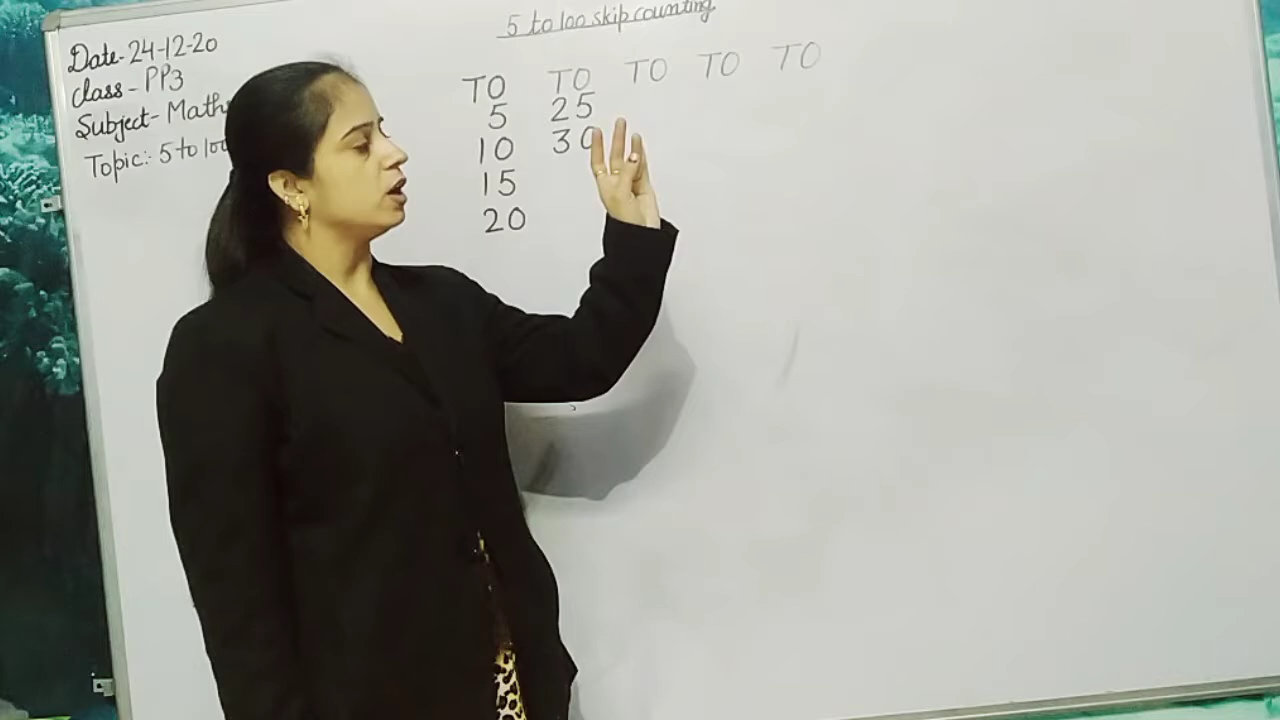 5 to 100 skip counting
Date- 24-12-20
Class- PP3
Subject- Maths
Topic:- 5 to 100
TO TO TO TO TO
5 25
10 30
15
20